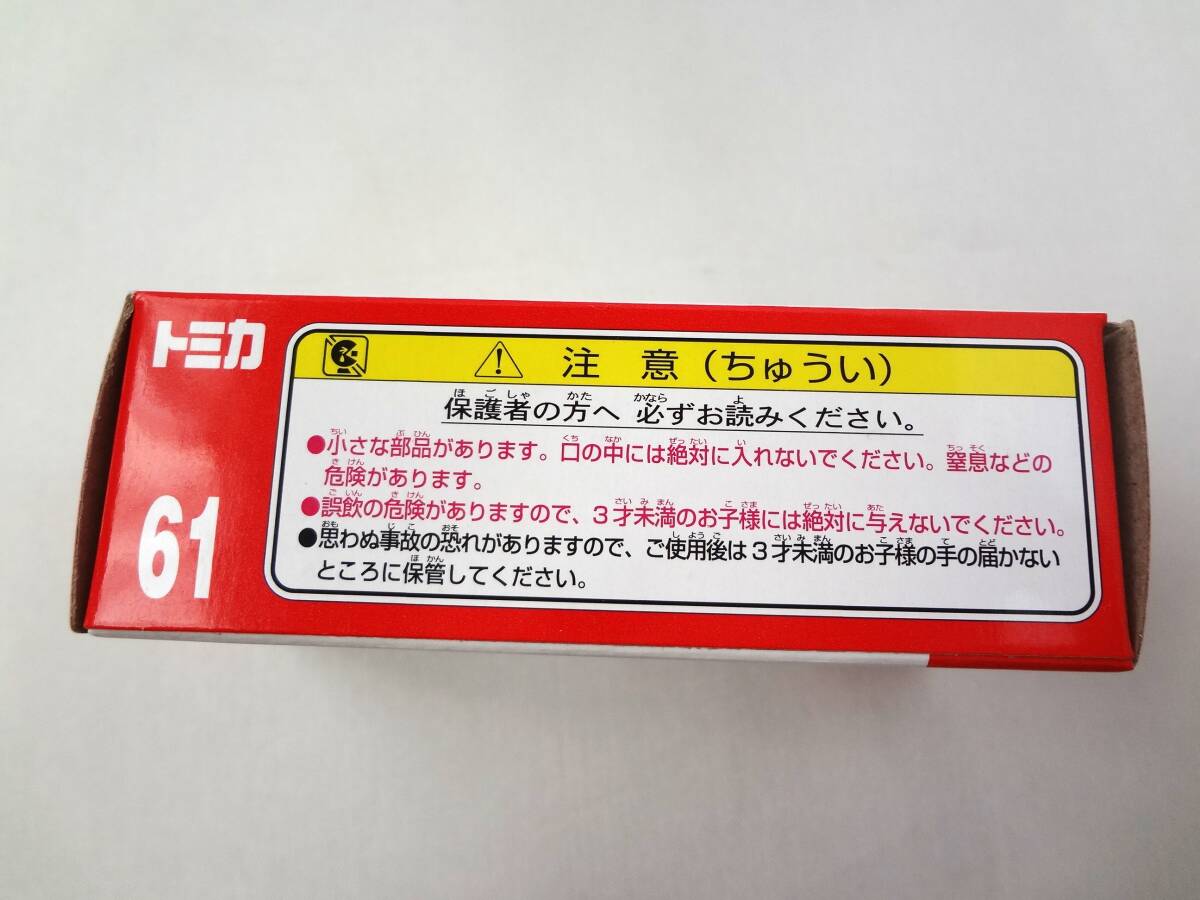 トミカ
61
注意（ちゅうい）
保護者の方へ 必ずお読みください。
●小さな部品があります。口の中には絶対に入れないでください。窒息などの
危険があります。
●誤飲の危険がありますので、3才未満のお子様には絶対に与えないでください。
●思わぬ事故の恐れがありますので、ご使用後は3才未満のお子様の手の届かない
ところに保管してください。